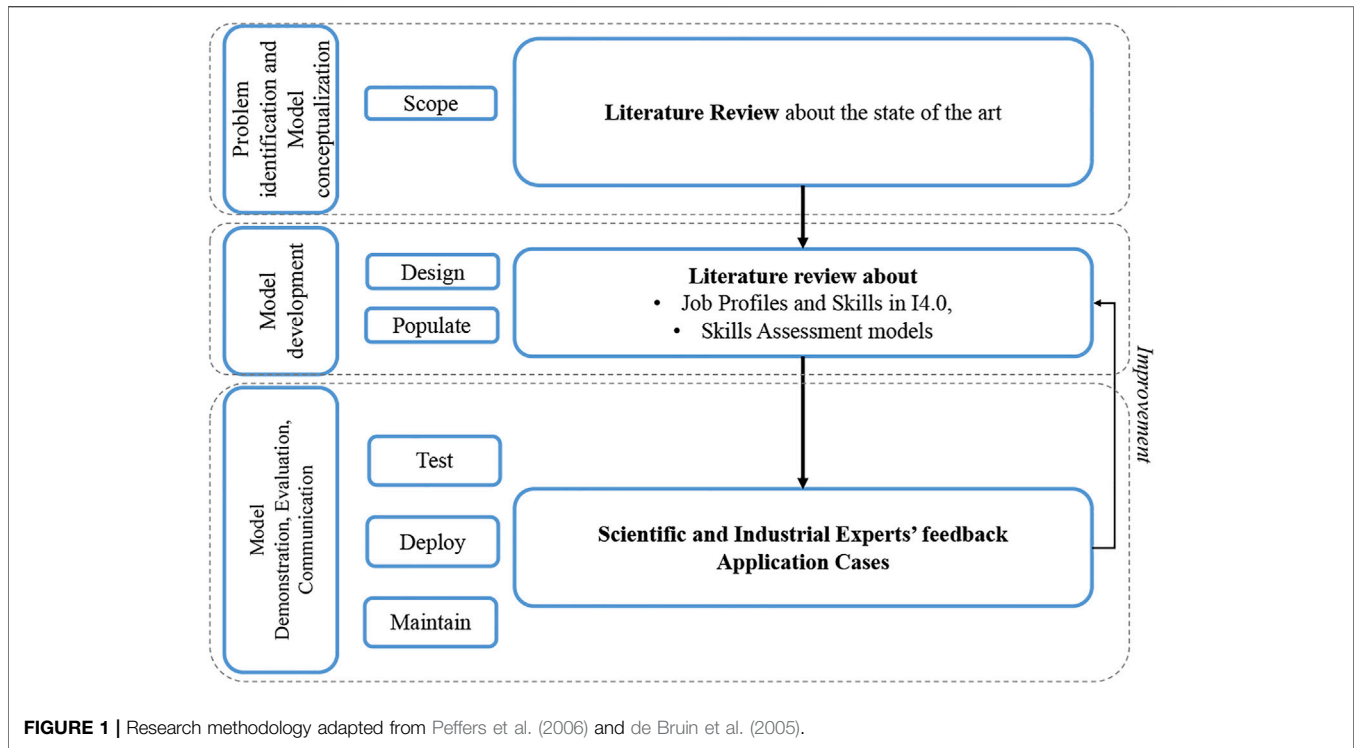 Problem
identification and
Model
conceptualization
Scope
Literature Review about the state of the art
Model
development
Design
Populate
Literature review about
• Job Profiles and Skills in I4.0,
• Skills Assessment models
Improvement
Model
Demonstration, Evaluation,
Communication
Test
Deploy
Maintain
Scientific and Industrial Experts’ feedback
Application Cases
FIGURE 1 | Research methodology adapted from Peffers et al. (2006) and de Bruin et al. (2005).